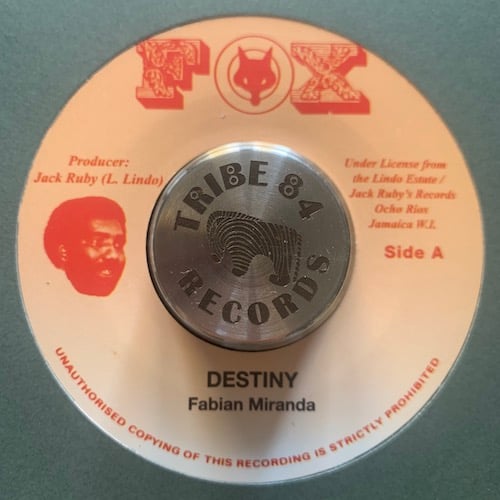 FOX
Producer:
Jack Ruby (L. Lindo)
Under License from
the Lindo Estate /
Jack Ruby's Records
Ocho Rios
Jamaica W.I.
Side A
TRIBE 84
RECORDS
DESTINY
Fabian Miranda
UNAUTHORISED COPYING OF THIS RECORDING IS STRICTLY PROHIBITED